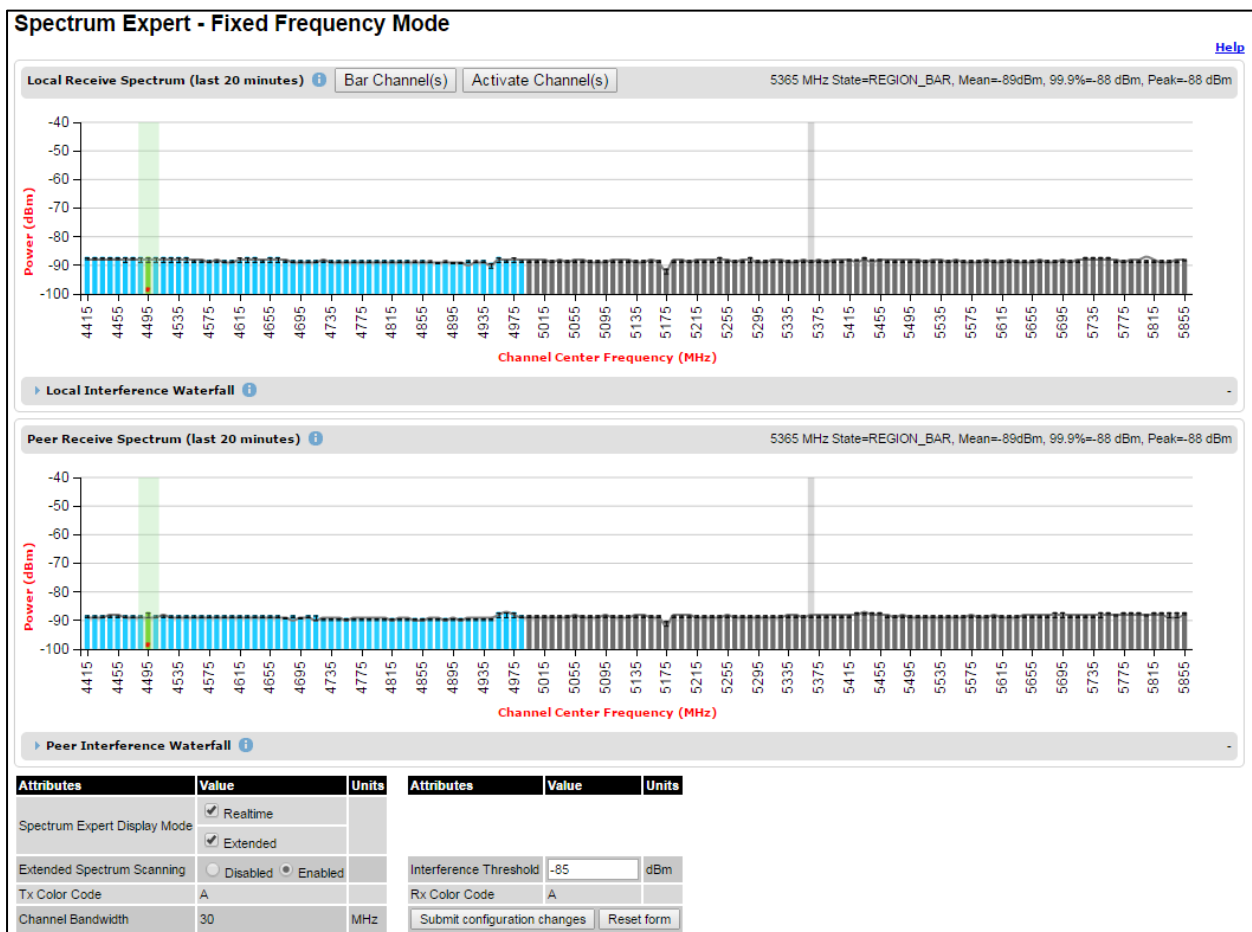 Spectrum Expert - Fixed Frequency Mode
Help
Local Receive Spectrum (last 20 minutes) i Bar Channel(s) Activate Channel(s) 5365 MHz State=REGION_BAR, Mean=-89dBm, 99.9%=-88 dBm, Peak=-88 dBm
-40
-50
-60
-70
-80
-90
-100
Power (dBm)
4415 4455 4495 4535 4575 4615 4655 4695 4735 4775 4815 4855 4895 4935 4975 5015 5055 5095 5135 5175 5215 5255 5295 5335 5375 5415 5455 5495 5535 5575 5615 5655 5695 5735 5775 5815 5855
Channel Center Frequency (MHz)
Local Interference Waterfall i -
Peer Receive Spectrum (last 20 minutes) i 5365 MHz State=REGION_BAR, Mean=-89dBm, 99.9%=-88 dBm, Peak=-88 dBm
-40
-50
-60
-70
-80
-90
-100
Power (dBm)
4415 4455 4495 4535 4575 4615 4655 4695 4735 4775 4815 4855 4895 4935 4975 5015 5055 5095 5135 5175 5215 5255 5295 5335 5375 5415 5455 5495 5535 5575 5615 5655 5695 5735 5775 5815 5855
Channel Center Frequency (MHz)
Peer Interference Waterfall i -
Attributes Value Units Attributes Value Units
Spectrum Expert Display Mode Realtime
Extended
Extended Spectrum Scanning Disabled Enabled Interference Threshold -85 dBm
Tx Color Code A Rx Color Code A
Channel Bandwidth 30 MHz Submit configuration changes Reset form